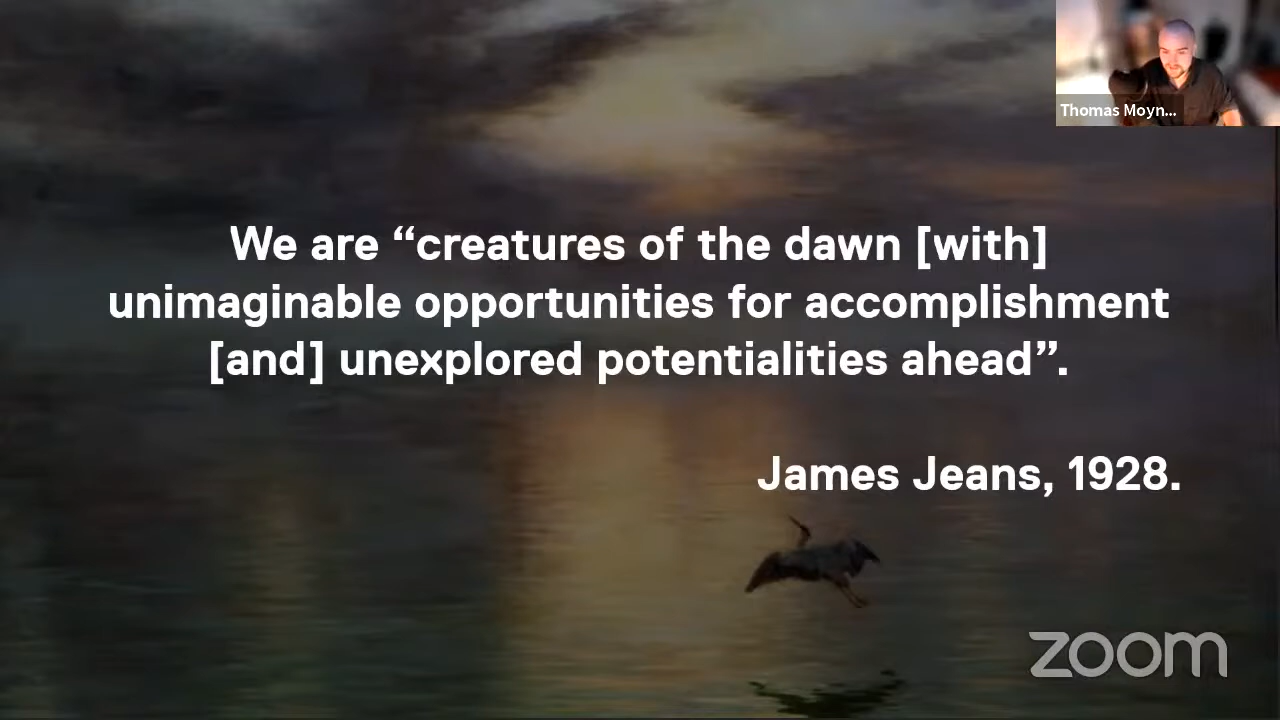 Thomas Moyn...
We are “creatures of the dawn [with]
unimaginable opportunities for accomplishment
[and] unexplored potentialities ahead”.
James Jeans, 1928.
zoom